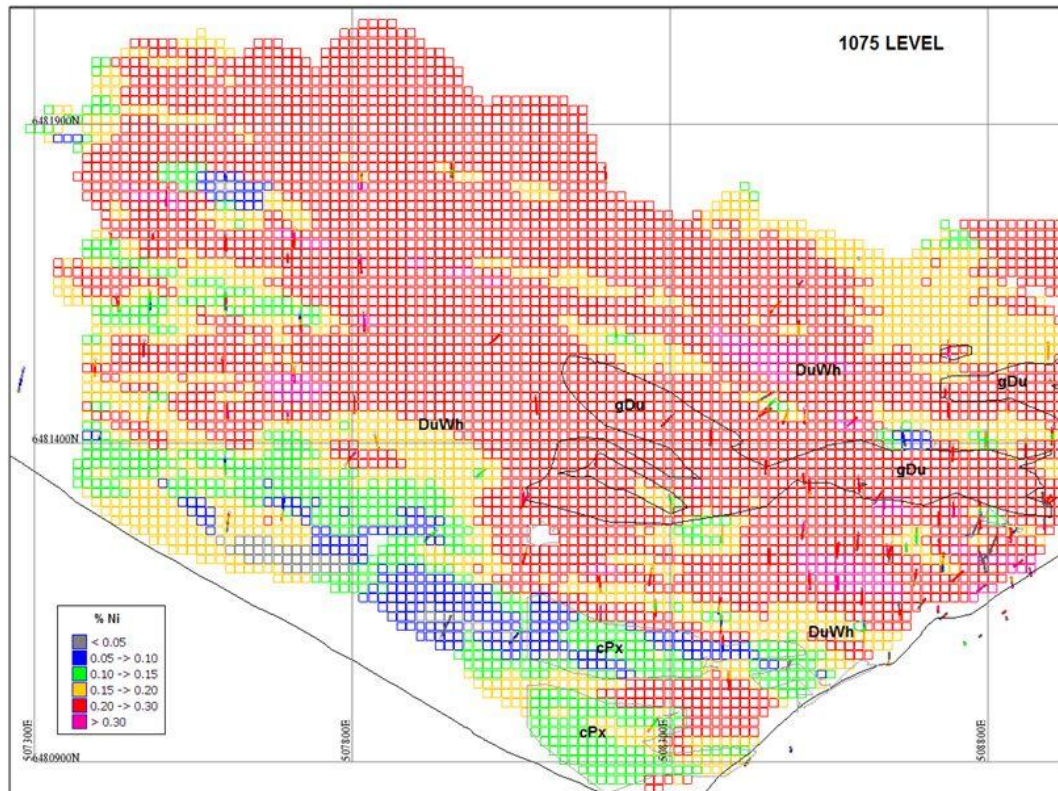 1075 LEVEL
6481900N
DuWh
gDu
gDu
DuWh
6481400N
gDu
% Ni
< 0.05
0.05 -> 0.10
0.10 -> 0.15
0.15 -> 0.20
0.20 -> 0.30
> 0.30
DuWh
cPx
cPx
6480900N
507300E
507800E
508300E
508800E